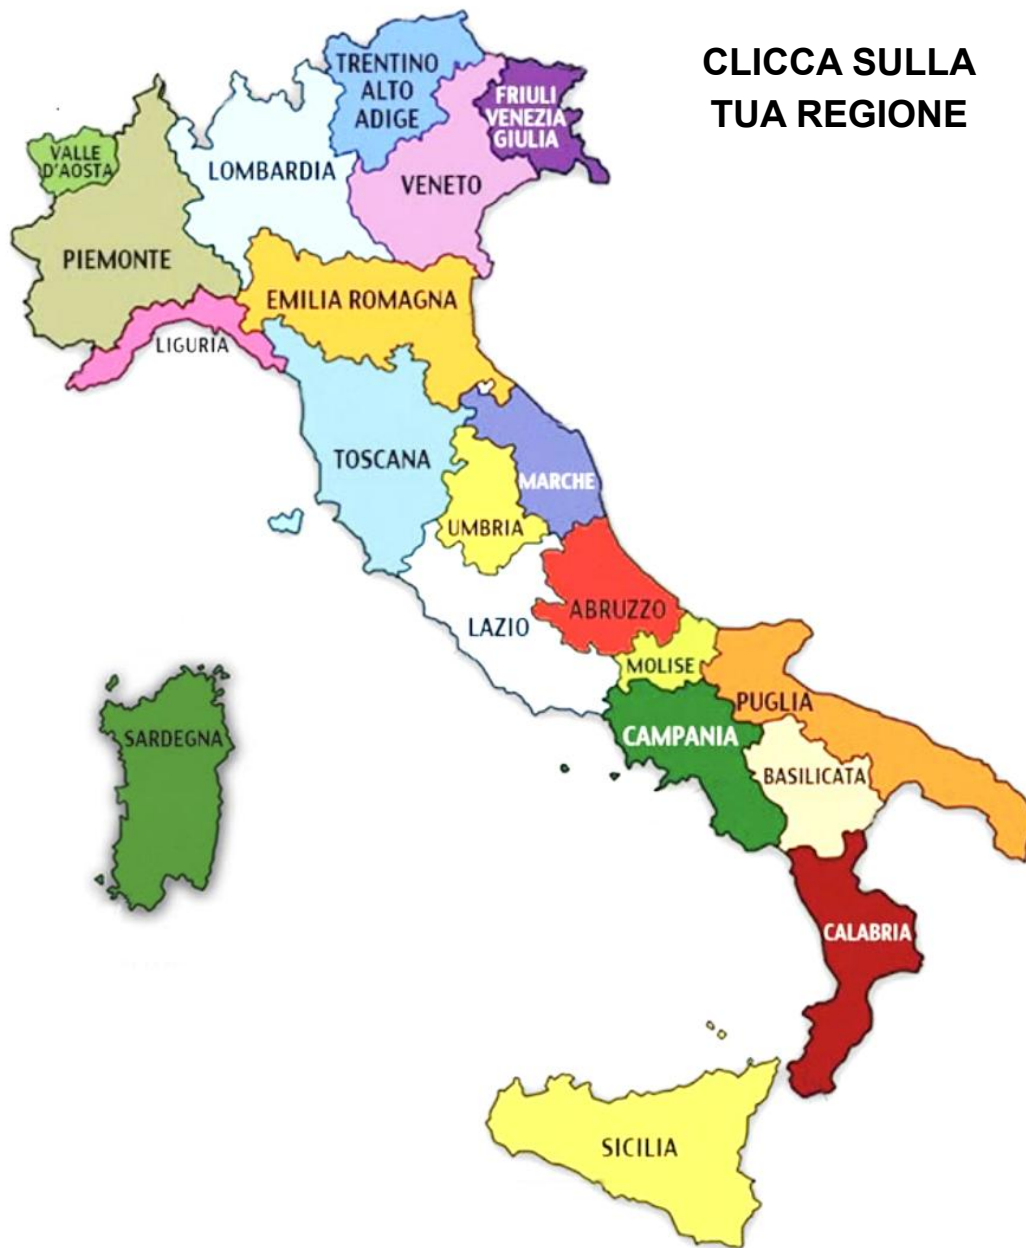 CLICCA SULLA
TUA REGIONE
TRENTINO
ALTO
ADIGE
FRIULI
VENEZIA
GIULIA
VALLE
D'AOSTA
LOMBARDIA
VENETO
PIEMONTE
EMILIA ROMAGNA
LIGURIA
TOSCANA
MARCHE
UMBRIA
ABRUZZO
LAZIO
MOLISE
PUGLIA
SARDEGNA
CAMPANIA
BASILICATA
CALABRIA
SICILIA